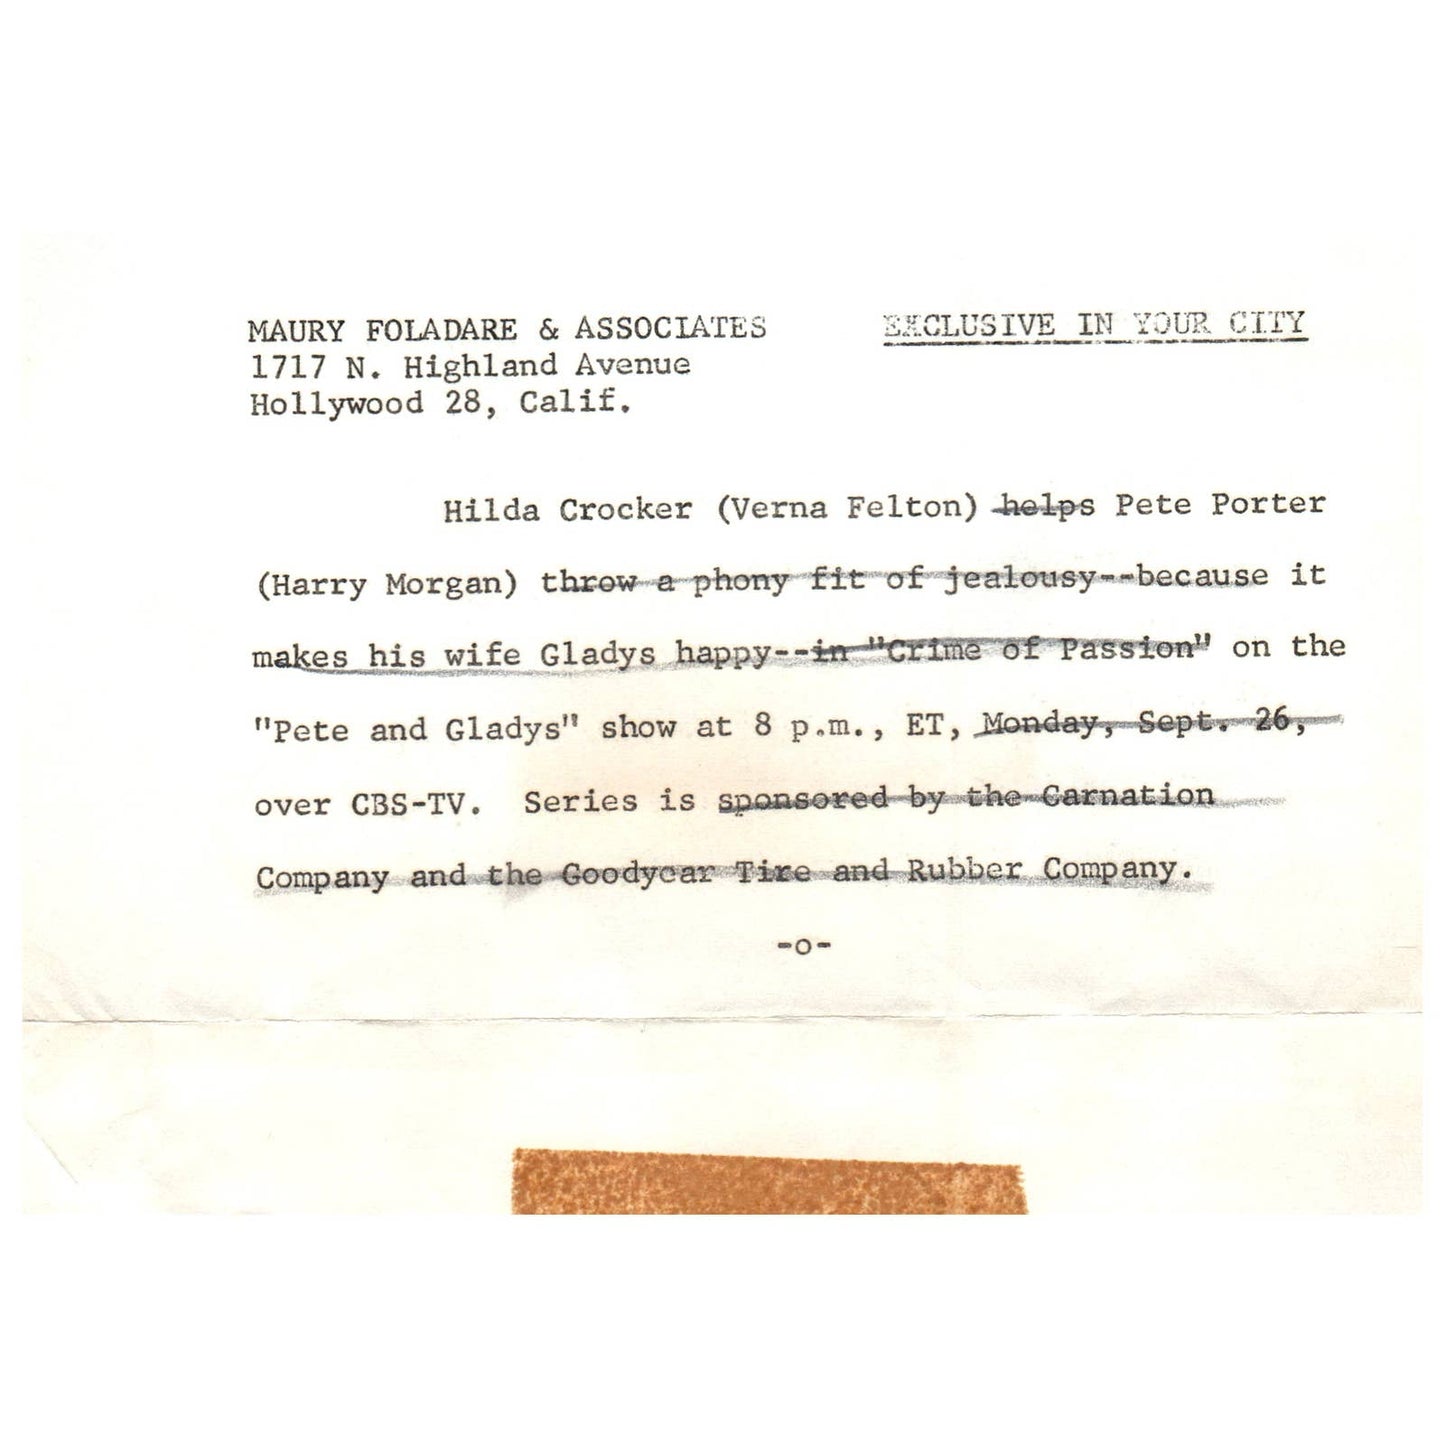 MAURY FOLADARE & ASSOCIATES EXCLUSIVE IN YOUR CITY
1717 N. Highland Avenue
Hollywood 28, Calif.
Hilda Crocker (Verna Felton) helps Pete Porter
(Harry Morgan) throw a phony fit of jealousy--because it
makes his wife Gladys happy--in "Crime of Passion" on the
"Pete and Gladys" show at 8 p.m., ET, Monday, Sept. 26,
over CBS-TV. Series is sponsored by the Carnation
Company and the Goodyear Tire and Rubber Company.
-o-